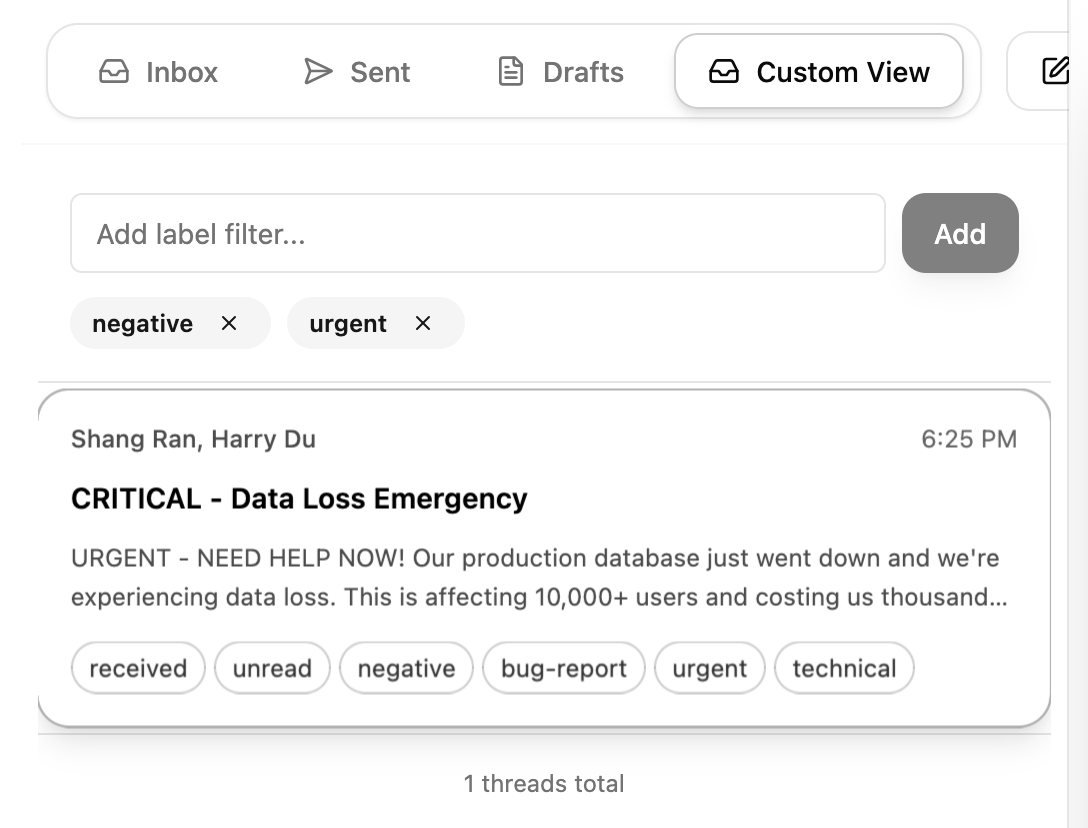 Inbox Sent Drafts Custom View
Add label filter...
Add
negative
urgent
Shang Ran, Harry Du
6:25 PM
CRITICAL - Data Loss Emergency
URGENT - NEED HELP NOW! Our production database just went down and we're
experiencing data loss. This is affecting 10,000+ users and costing us thousand...
received unread negative bug-report urgent technical
1 threads total